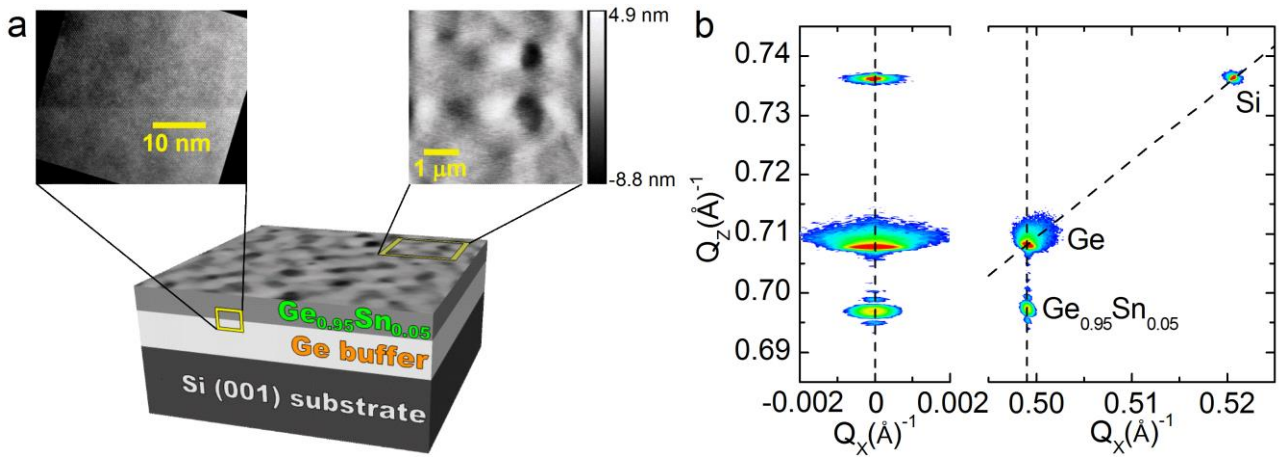 a
4.9 nm
10 nm
1 μm
-8.8 nm
Ge0.95Sn0.05
Ge buffer
Si (001) substrate
b
0.74
0.73
0.72
0.71
0.70
0.69
Qz(Å)-1
Si
Ge
Ge0.95Sn0.05
-0.002 0 0.002 0.50 0.51 0.52
Qx(Å)-1 Qx(Å)-1